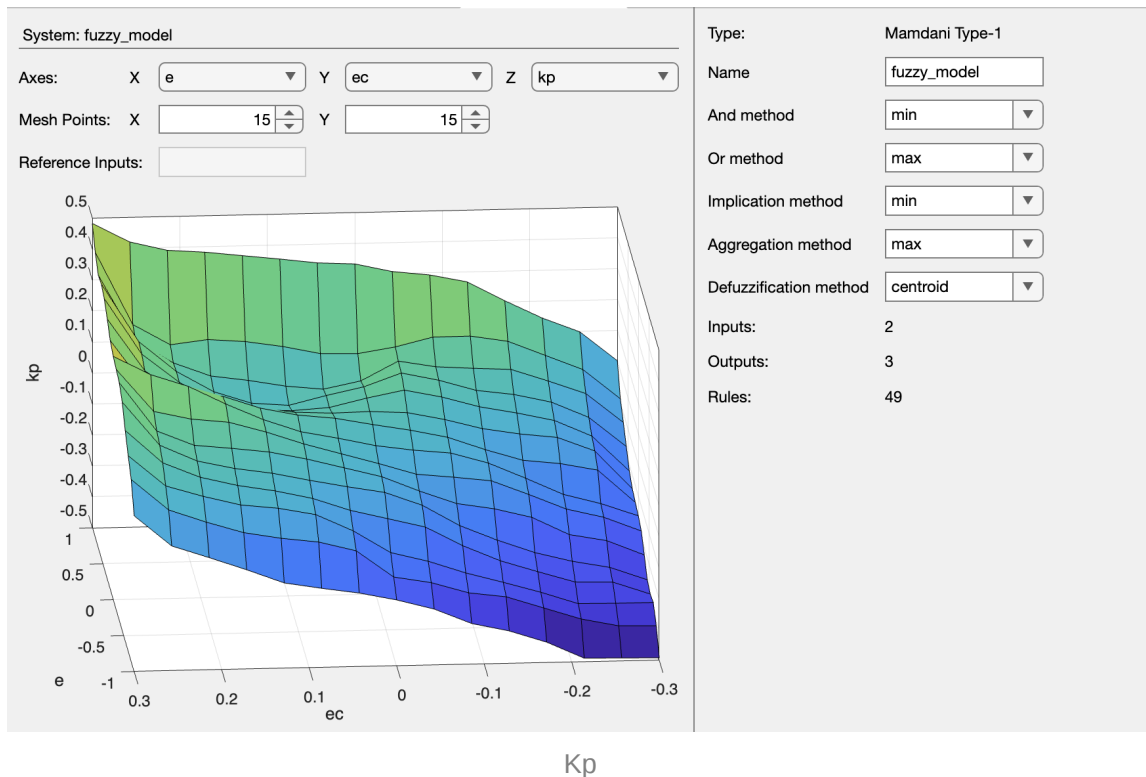 System: fuzzy_model
Axes: X e Y ec Z kp
Mesh Points: X 15 Y 15
Reference Inputs:
0.5
0.4
0.3
0.2
0.1
0
-0.1
-0.2
-0.3
-0.4
-0.5
kp
1
0.5
0
-0.5
-1
e
0.3
0.2
0.1
0
-0.1
-0.2
-0.3
ec
Type: Mamdani Type-1
Name fuzzy_model
And method min
Or method max
Implication method min
Aggregation method max
Defuzzification method centroid
Inputs: 2
Outputs: 3
Rules: 49
Kp